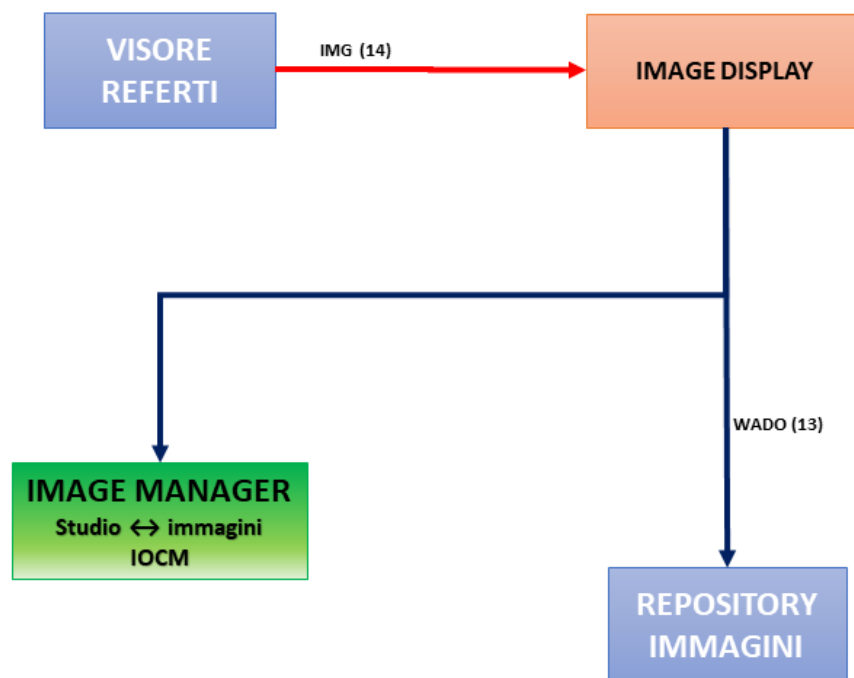 VISORE
REFERTI
IMG (14)
IMAGE DISPLAY
WADO (13)
IMAGE MANAGER
Studio ↔ immagini
IOCM
REPOSITORY
IMMAGINI